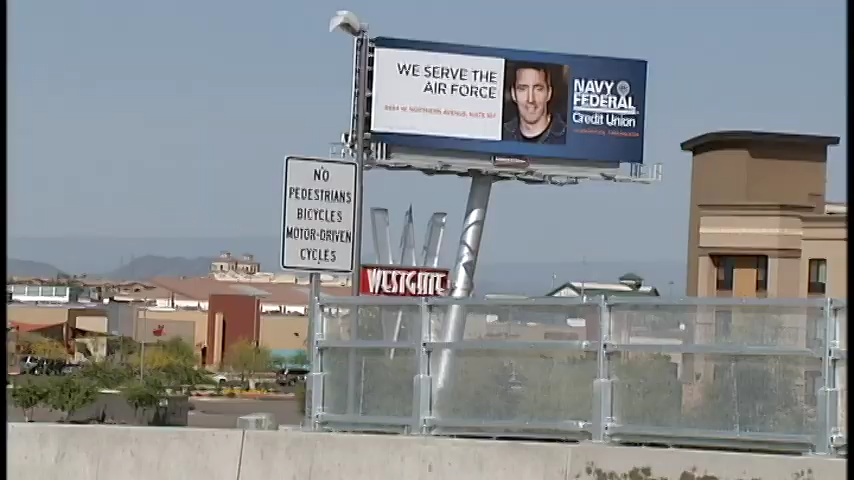 WE SERVE THE
AIR FORCE
NAVY
FEDERAL
Credit Union
NO
PEDESTRIANS
BICYCLES
MOTOR-DRIVEN
CYCLES
WESTGATE